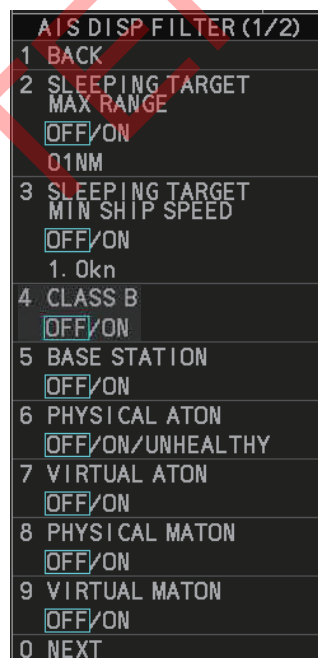 AIS DISP FILTER (1/2)
1 BACK
2 SLEEPING TARGET
MAX RANGE
OFF/ON
01NM
3 SLEEPING TARGET
MIN SHIP SPEED
OFF/ON
1.0kn
4 CLASS B
OFF/ON
5 BASE STATION
OFF/ON
6 PHYSICAL ATON
OFF/ON/UNHEALTHY
7 VIRTUAL ATON
OFF/ON
8 PHYSICAL MATON
OFF/ON
9 VIRTUAL MATON
OFF/ON
0 NEXT